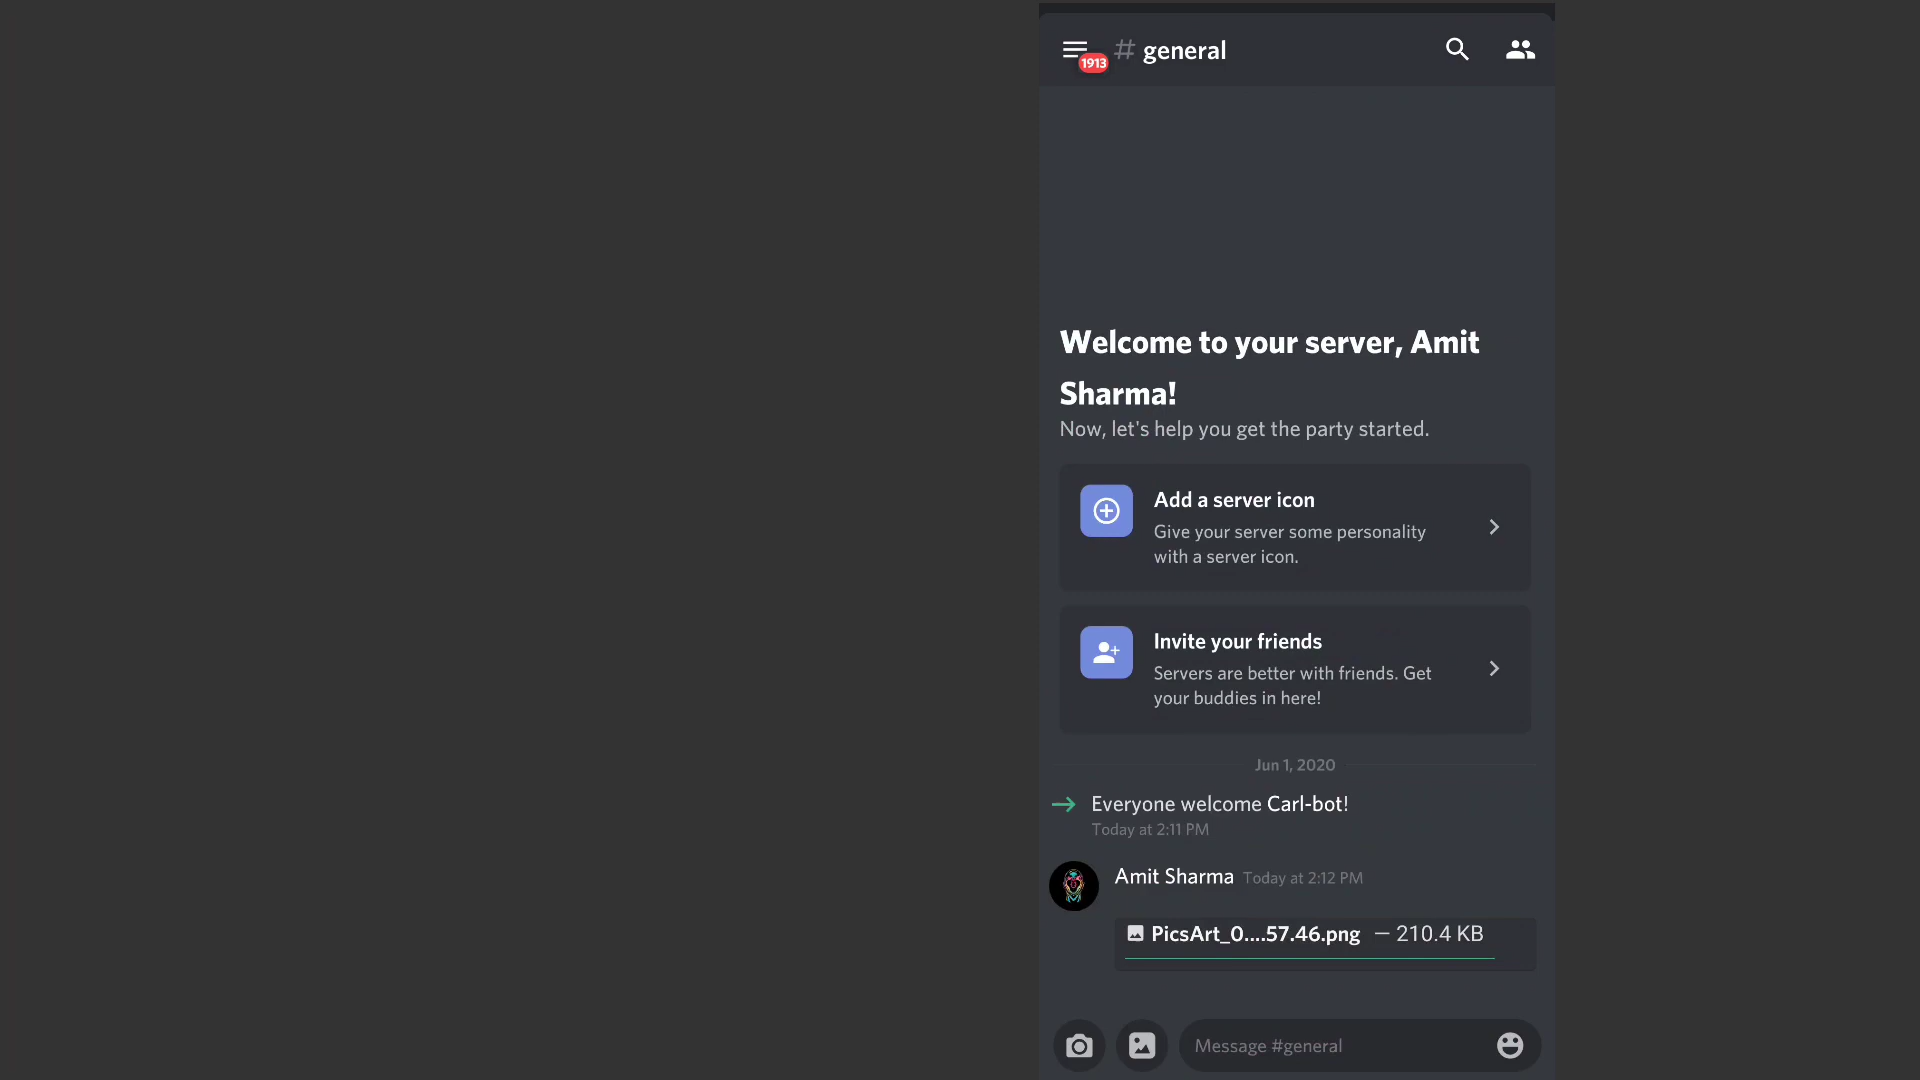 1913
# general
Welcome to your server, Amit
Sharma!
Now, let's help you get the party started.
Add a server icon
Give your server some personality
with a server icon.
Invite your friends
Servers are better with friends. Get
your buddies in here!
Jun 1, 2020
Everyone welcome Carl-bot!
Today at 2:11 PM
Amit Sharma Today at 2:12 PM
PicsArt_0....57.46.png — 210.4 KB
Message #general